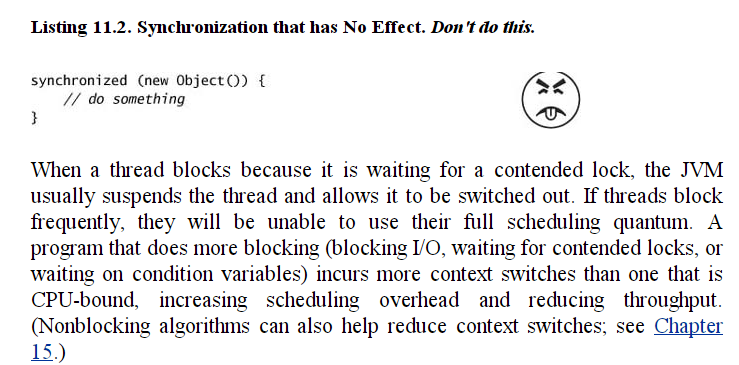 Listing 11.2. Synchronization that has No Effect. Don't do this.
synchronized (new Object()) {
    // do something
}
When a thread blocks because it is waiting for a contended lock, the JVM
usually suspends the thread and allows it to be switched out. If threads block
frequently, they will be unable to use their full scheduling quantum. A
program that does more blocking (blocking I/O, waiting for contended locks, or
waiting on condition variables) incurs more context switches than one that is
CPU-bound, increasing scheduling overhead and reducing throughput.
(Nonblocking algorithms can also help reduce context switches; see Chapter
15.)